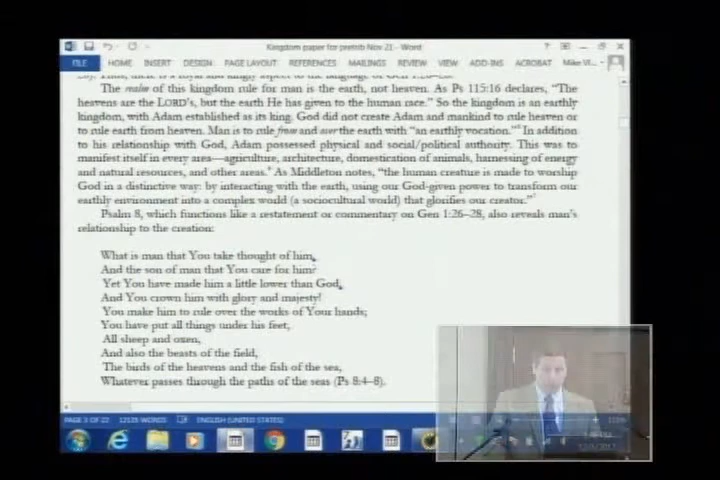 Kingdom paper for pretrib Nov 21 - Word
FILE HOME INSERT DESIGN PAGE LAYOUT REFERENCES MAILINGS REVIEW VIEW ADD-INS ACROBAT Mike Vl...
The realm of this kingdom rule for man is the earth, not heaven. As Ps 115:16 declares, “The
heavens are the LORD’s, but the earth He has given to the human race.” So the kingdom is an earthly
kingdom, with Adam established as its king. God did not create Adam and mankind to rule heaven or
to rule earth from heaven. Man is to rule from and over the earth with “an earthly vocation.” In addition
to his relationship with God, Adam possessed physical and social/political authority. This was to
manifest itself in every area—agriculture, architecture, domestication of animals, harnessing of energy
and natural resources, and other areas. As Middleton notes, “the human creature is made to worship
God in a distinctive way: by interacting with the earth, using our God-given power to transform our
earthly environment into a complex world (a sociocultural world) that glorifies our creator.”
Psalm 8, which functions like a restatement or commentary on Gen 1:26–28, also reveals man’s
relationship to the creation:
What is man that You take thought of him,
And the son of man that You care for him?
Yet You have made him a little lower than God,
And You crown him with glory and majesty!
You make him to rule over the works of Your hands;
You have put all things under his feet,
All sheep and oxen,
And also the beasts of the field,
The birds of the heavens and the fish of the sea,
Whatever passes through the paths of the seas (Ps 8:4–8).
PAGE 3 OF 22 12135 WORDS ENGLISH (UNITED STATES)